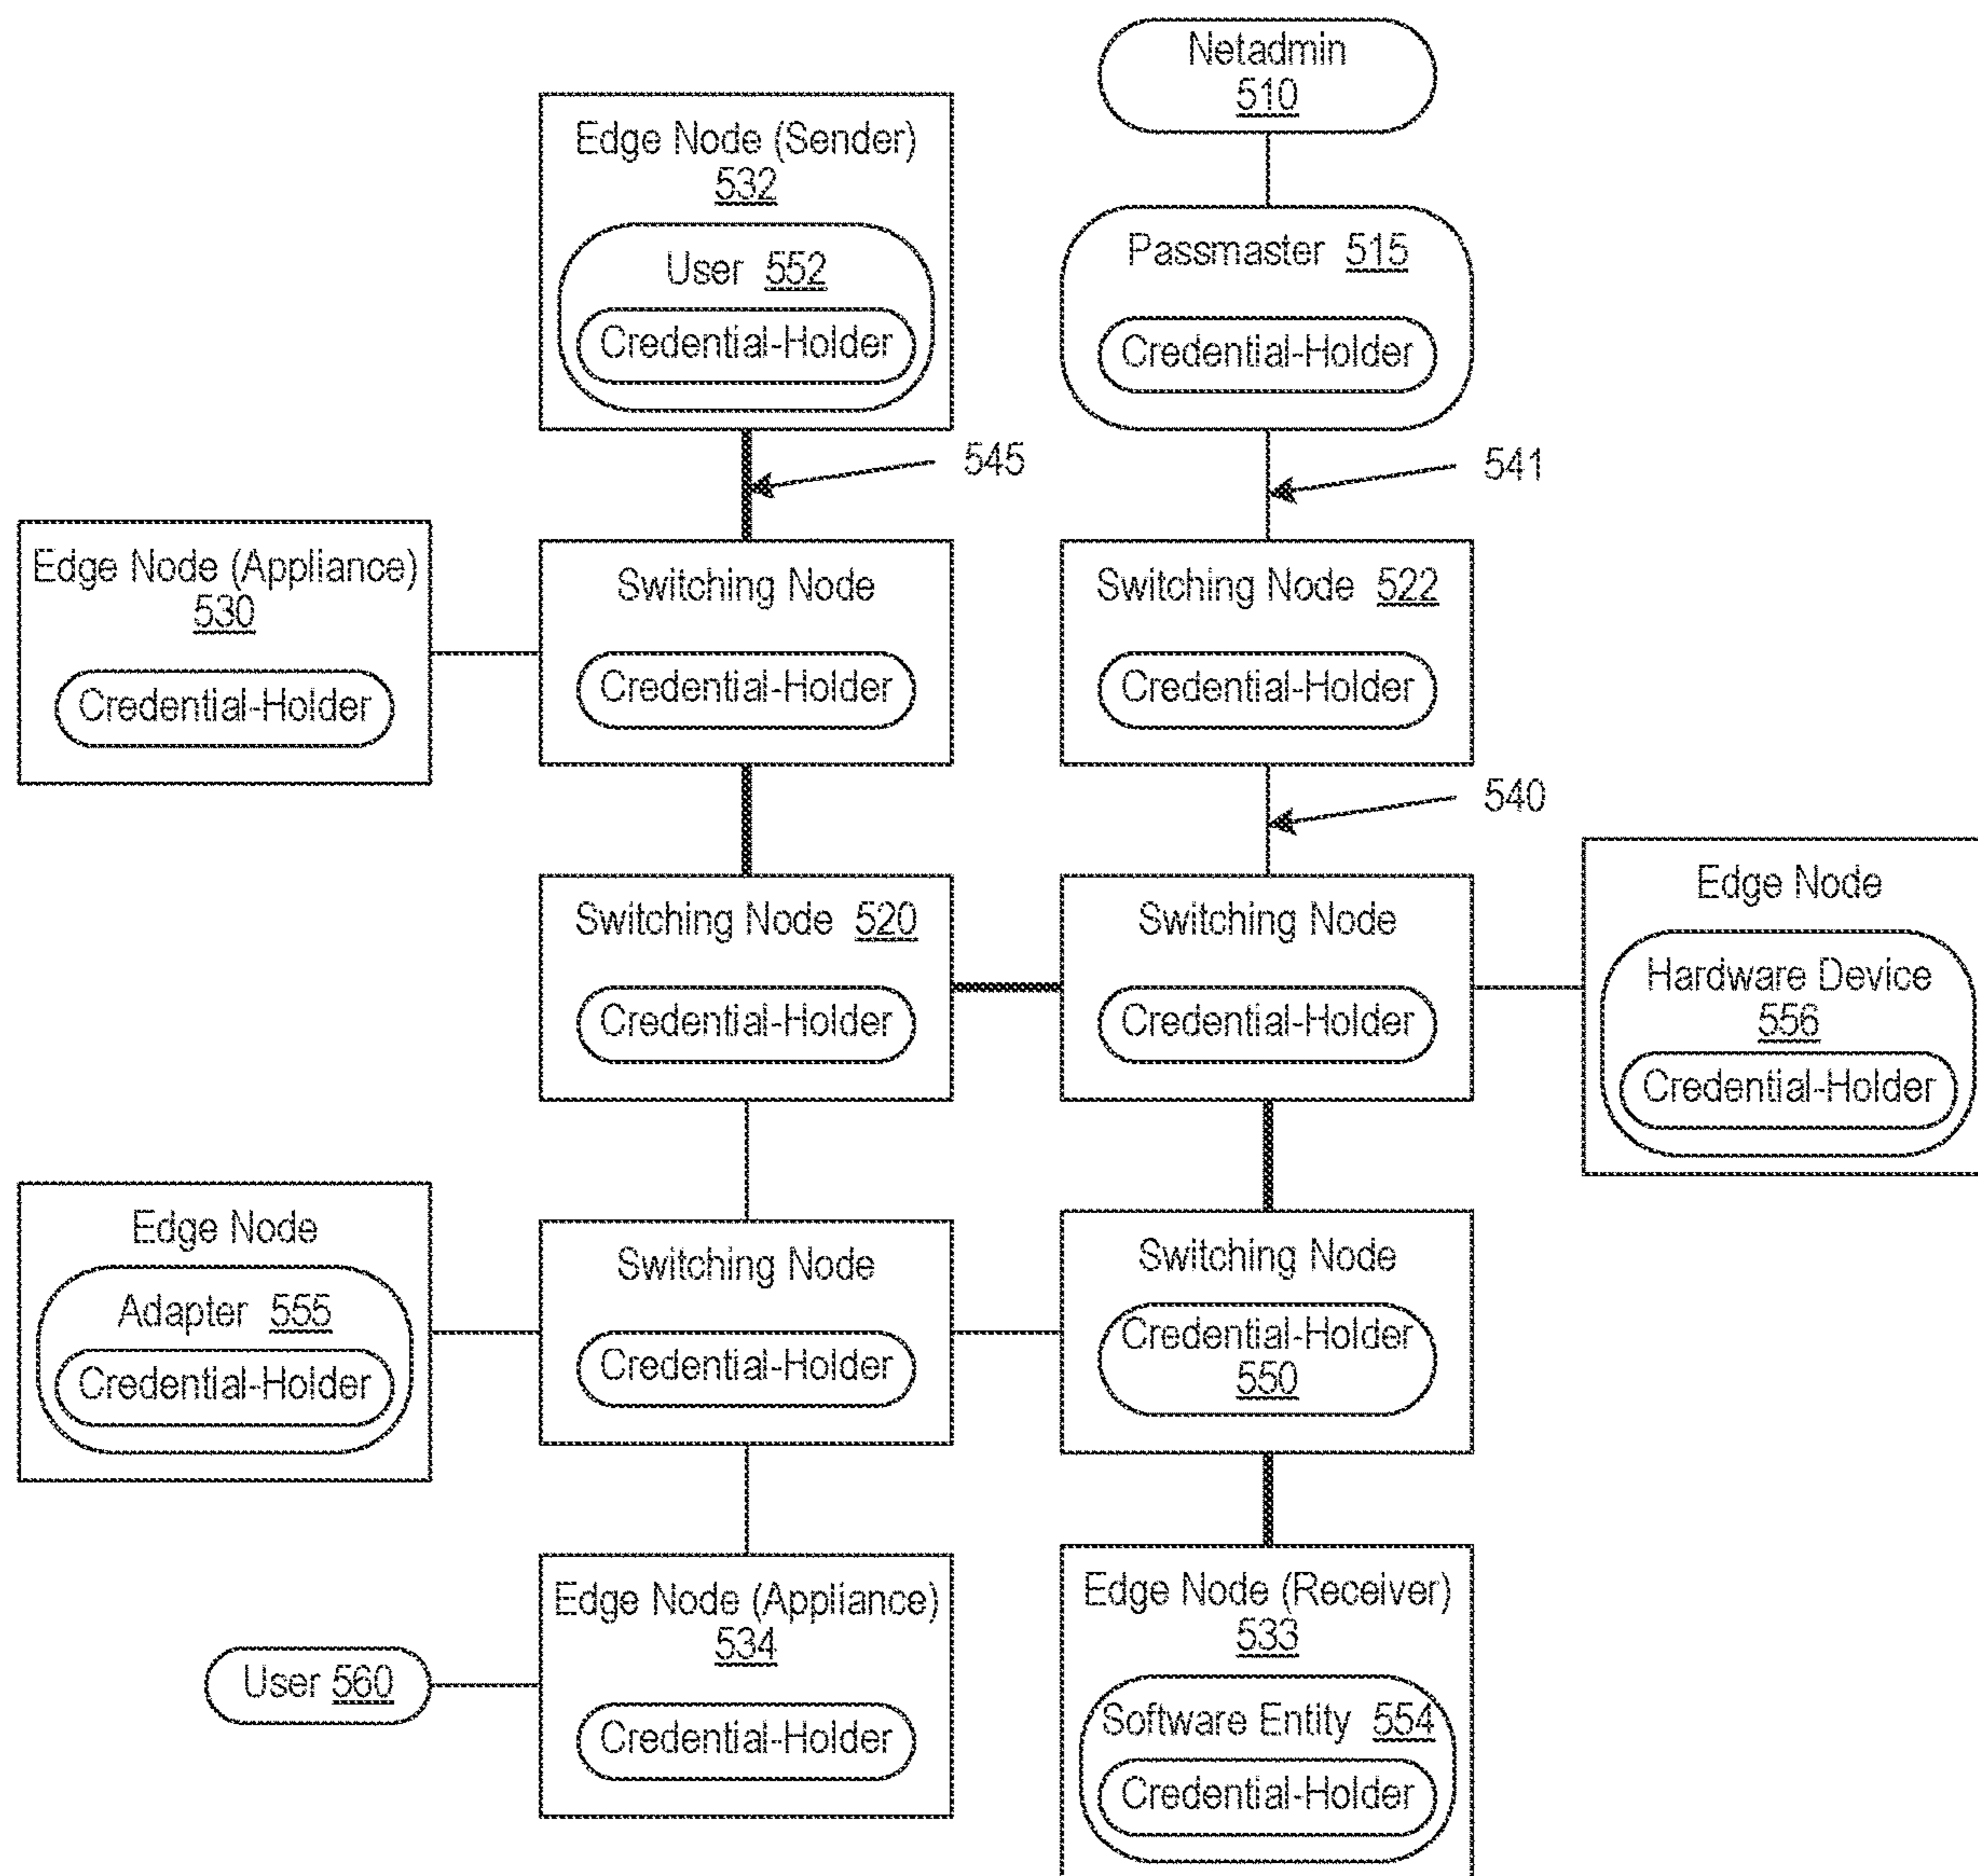 Netadmin
510
Edge Node (Sender)
532
User 552
Credential-Holder
Passmaster 515
Credential-Holder
545
541
Edge Node (Appliance)
530
Credential-Holder
Switching Node
Credential-Holder
Switching Node 522
Credential-Holder
540
Switching Node 520
Credential-Holder
Switching Node
Credential-Holder
Edge Node
Hardware Device
556
Credential-Holder
Edge Node
Adapter 555
Credential-Holder
Switching Node
Credential-Holder
Switching Node
Credential-Holder
550
Edge Node (Appliance)
534
Credential-Holder
User 560
Edge Node (Receiver)
533
Software Entity 554
Credential-Holder